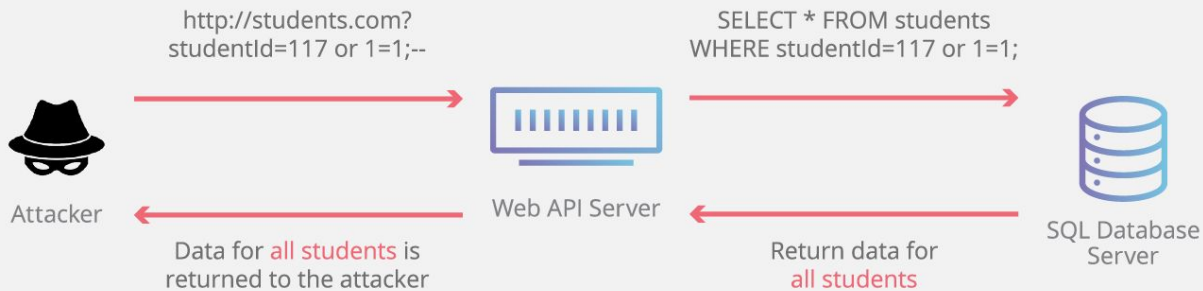 http://students.com?
studentId=117 or 1=1;--
SELECT * FROM students
WHERE studentId=117 or 1=1;
Attacker
Web API Server
SQL Database
Server
Data for all students is
returned to the attacker
Return data for
all students